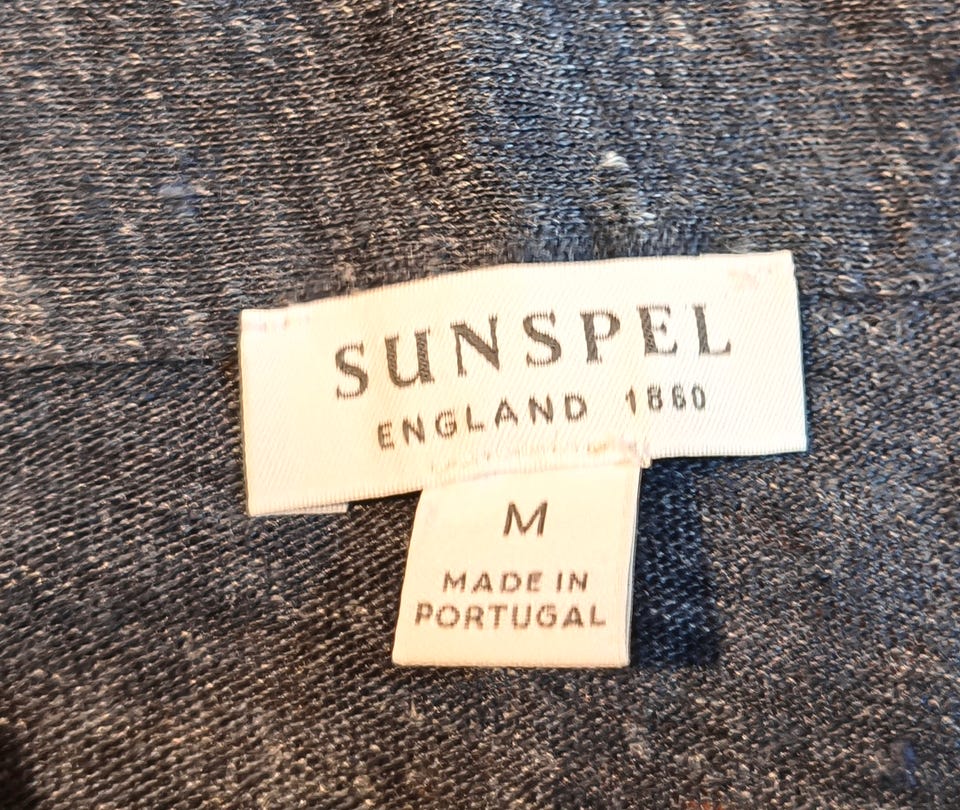 SUNSPEL
ENGLAND 1860
M
MADE IN
PORTUGAL